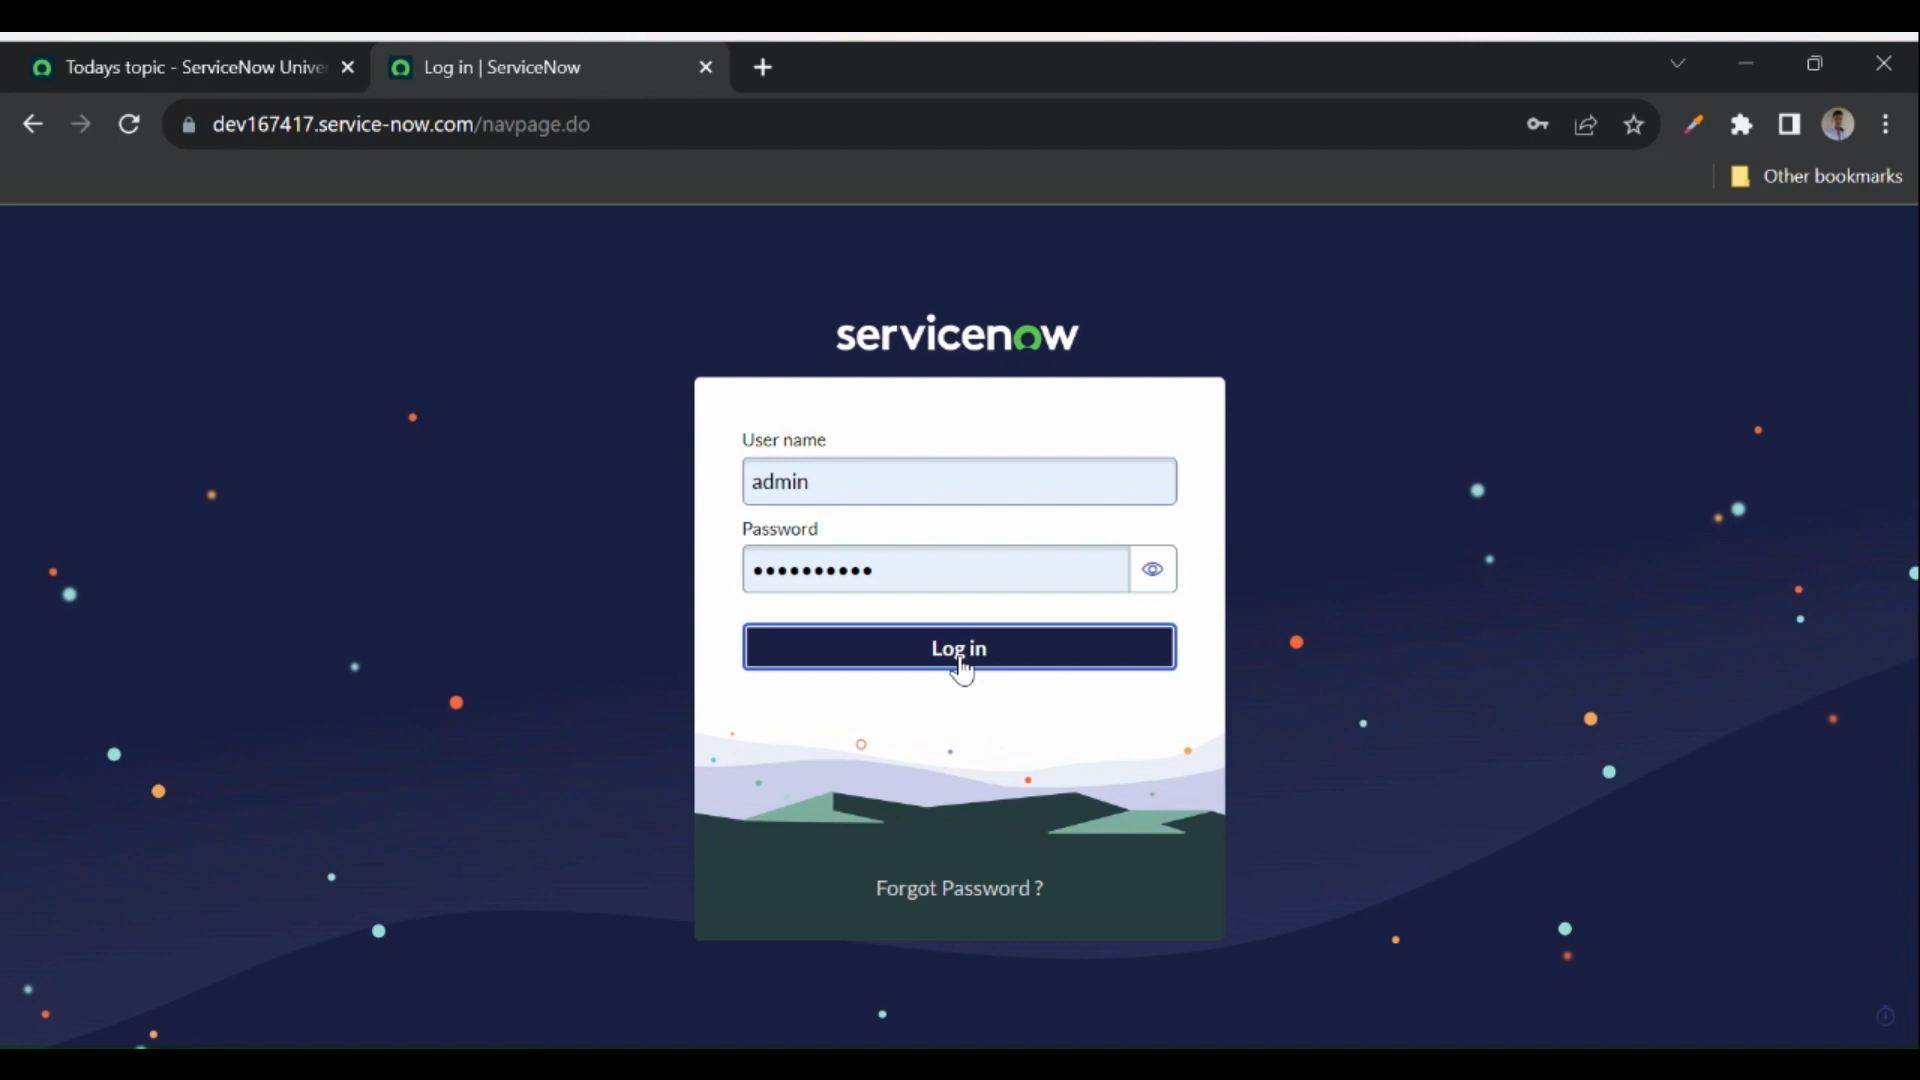 Todays topic - ServiceNow Unive
Log in | ServiceNow
dev167417.service-now.com/navpage.do
Other bookmarks
servicenow
User name
admin
Password
Log in
Forgot Password ?